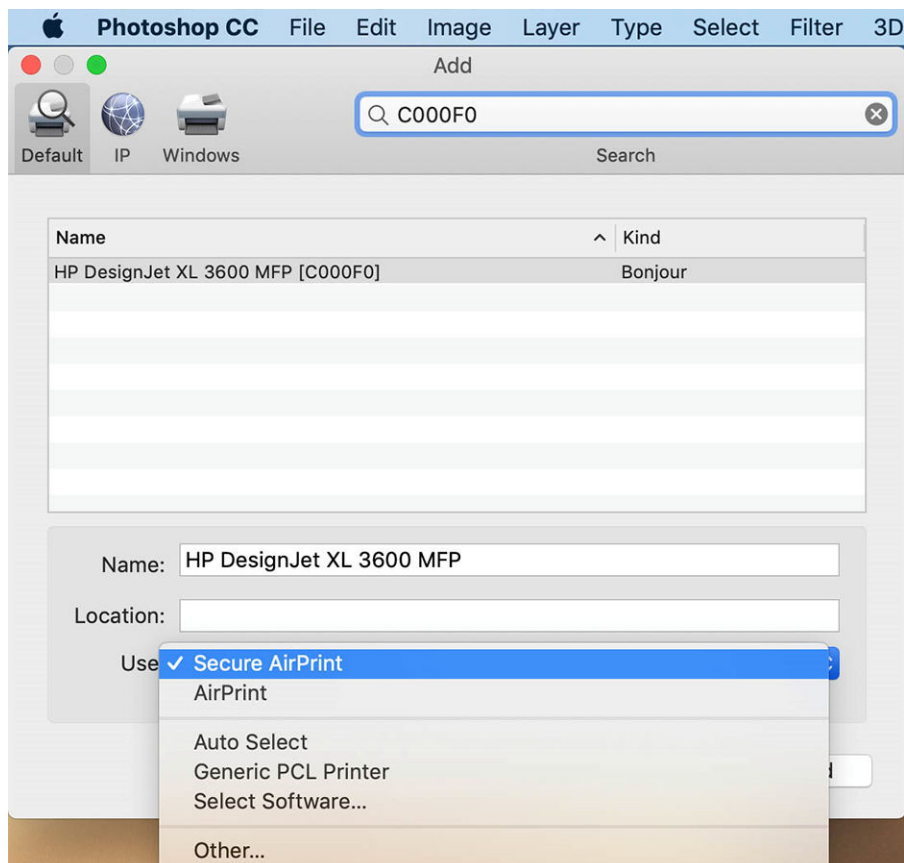 Photoshop CC File Edit Image Layer Type Select Filter 3D
Add
C000F0
Default IP Windows Search
Name Kind
HP DesignJet XL 3600 MFP [C000F0] Bonjour
Name: HP DesignJet XL 3600 MFP
Location:
Use ✓ Secure AirPrint
AirPrint
Auto Select
Generic PCL Printer
Select Software...
Other...